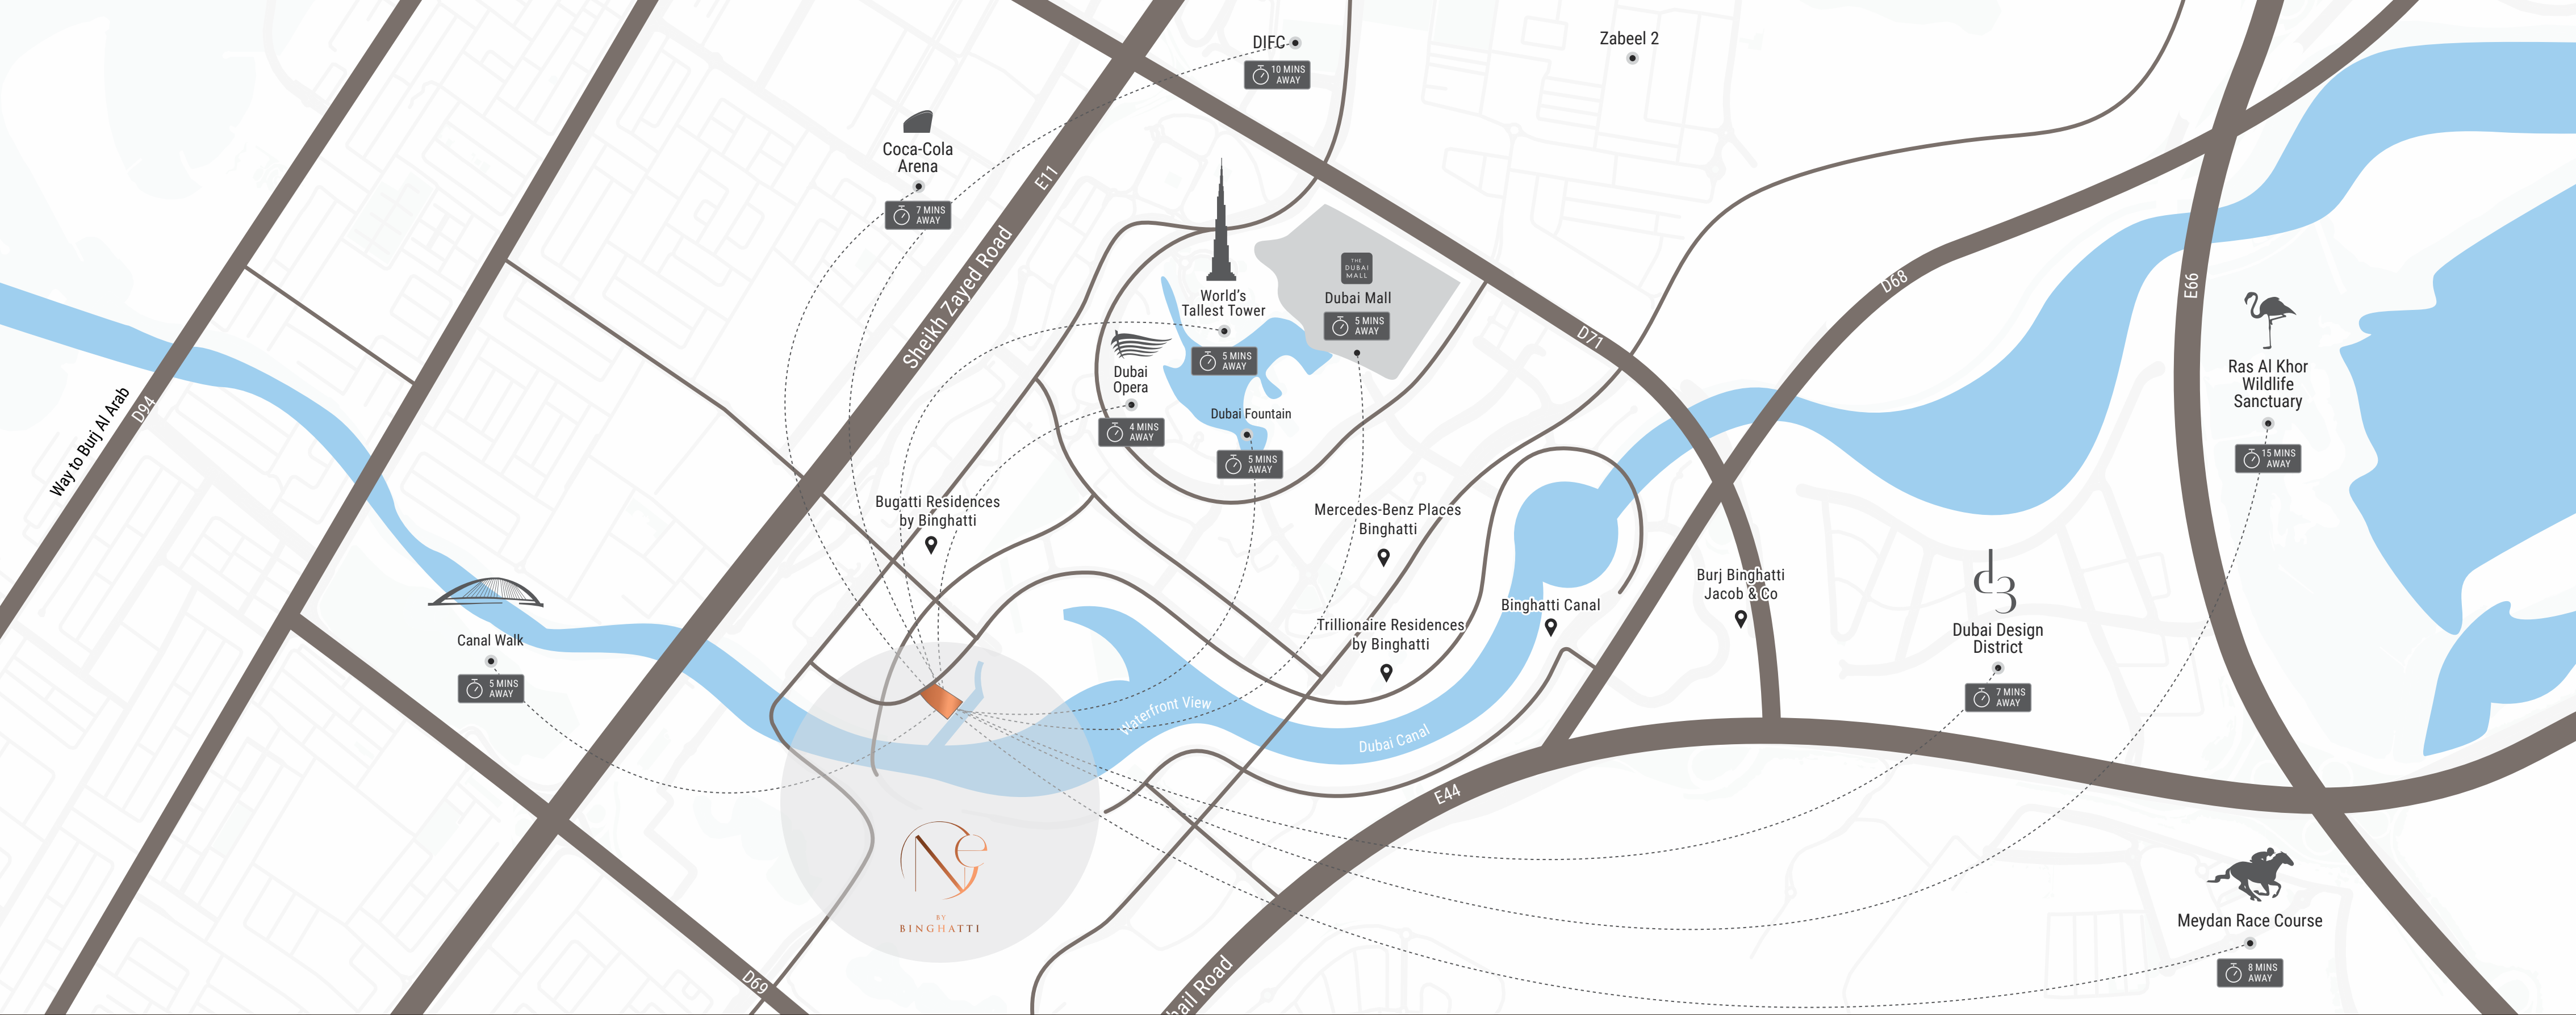 DIFC
10 MINS
AWAY
Zabeel 2
Coca-Cola
Arena
7 MINS
AWAY
E11
Sheikh Zayed Road
World's
Tallest Tower
5 MINS
AWAY
THE
DUBAI
MALL
Dubai Mall
5 MINS
AWAY
Dubai
Opera
4 MINS
AWAY
Dubai Fountain
5 MINS
AWAY
D71
D68
E66
Ras Al Khor
Wildlife
Sanctuary
15 MINS
AWAY
Way to Burj Al Arab
D94
Bugatti Residences
by Binghatti
Mercedes-Benz Places
Binghatti
Burj Binghatti
Jacob & Co
Binghatti Canal
Trillionaire Residences
by Binghatti
d3
Dubai Design
District
7 MINS
AWAY
Canal Walk
5 MINS
AWAY
Waterfront View
Dubai Canal
E44
BY
BINGHATTI
Meydan Race Course
8 MINS
AWAY
D69
Road